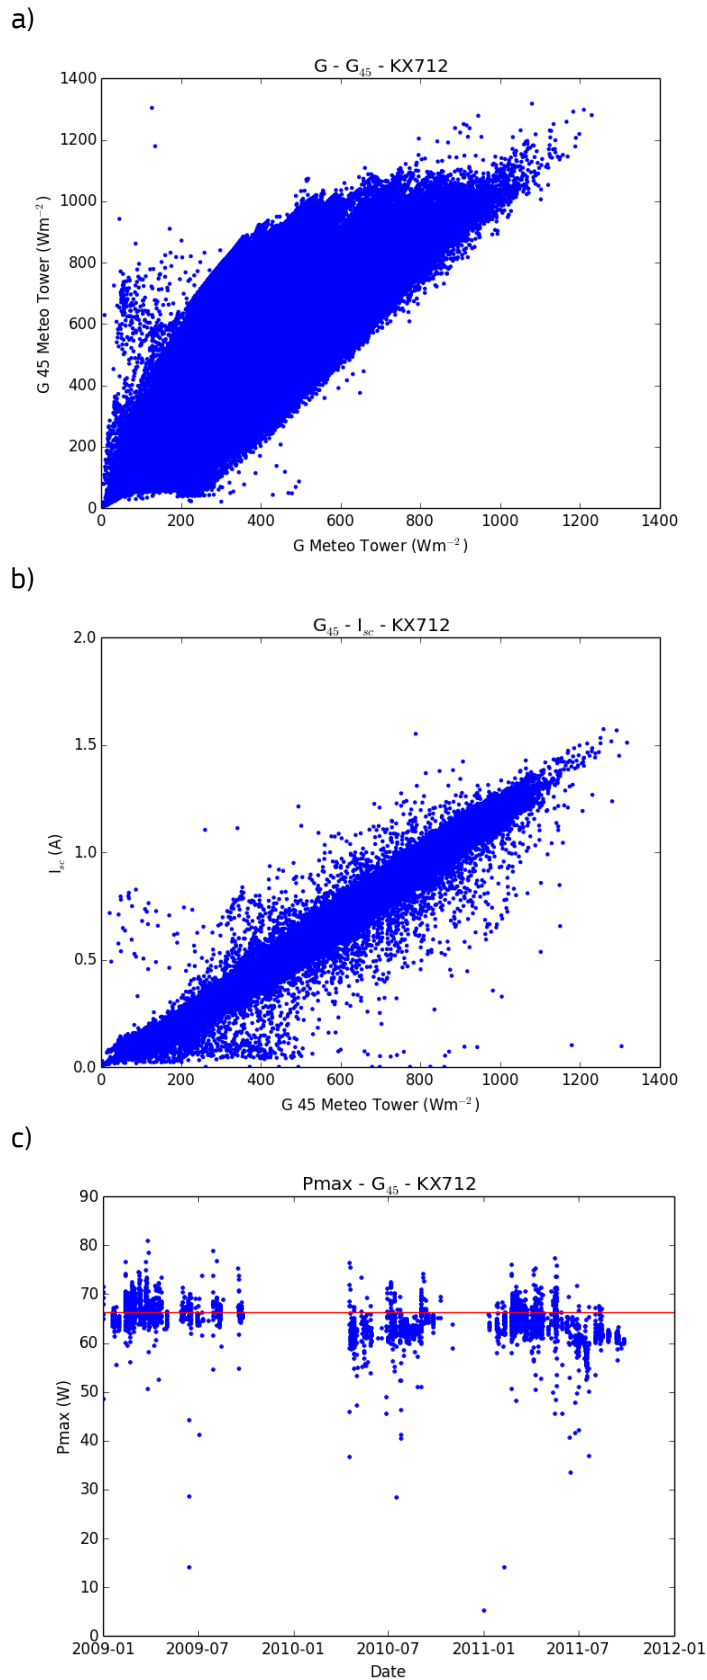 a)
G - G₄₅ - KX712
1400
1200
1000
800
600
400
200
0
G 45 Meteo Tower (Wm⁻²)
0 200 400 600 800 1000 1200 1400
G Meteo Tower (Wm⁻²)
b)
G₄₅ - Iₛ꜀ - KX712
2.0
1.5
1.0
0.5
0.0
Iₛ꜀ (A)
0 200 400 600 800 1000 1200 1400
G 45 Meteo Tower (Wm⁻²)
c)
Pmax - G₄₅ - KX712
90
80
70
60
50
40
30
20
10
0
Pmax (W)
2009-01 2009-07 2010-01 2010-07 2011-01 2011-07 2012-01
Date